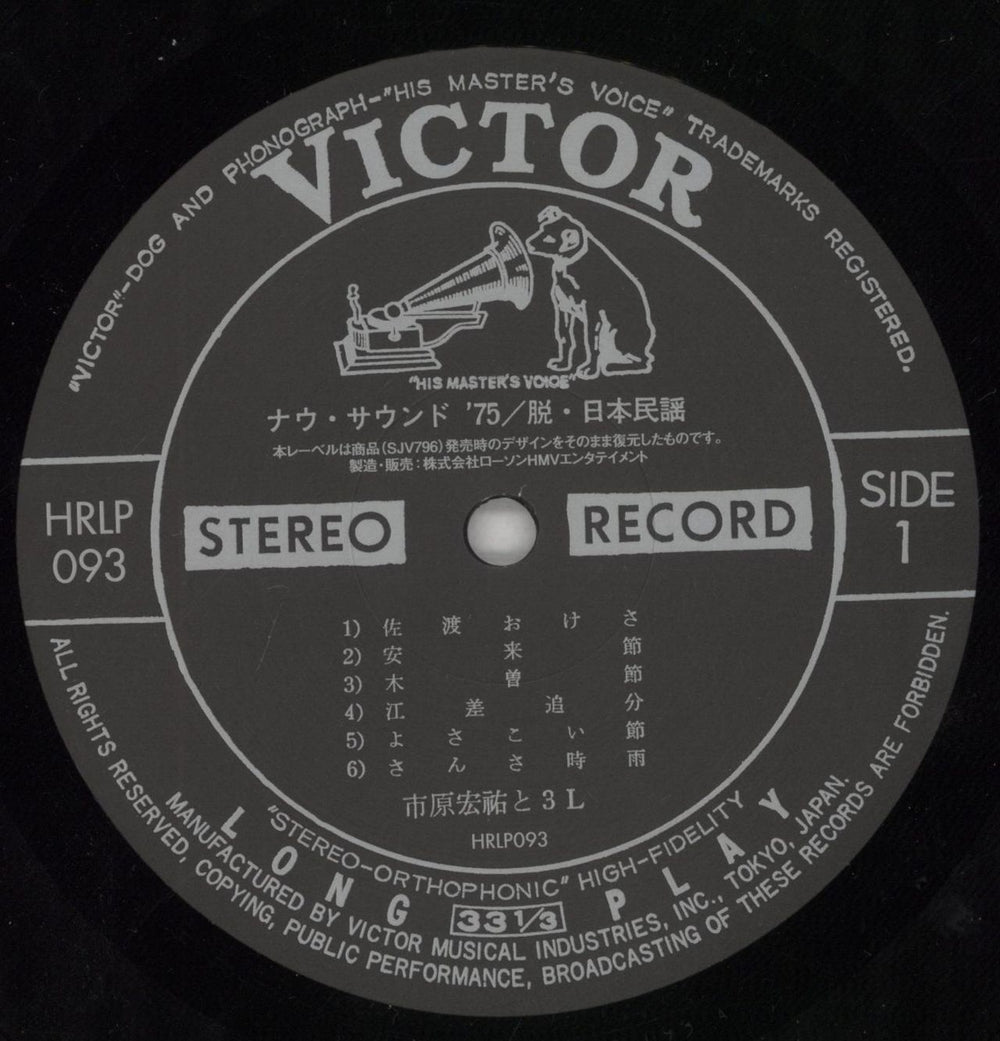 "VICTOR"-DOG AND PHONOGRAPH-"HIS MASTER'S VOICE" TRADEMARKS REGISTERED.
VICTOR
"HIS MASTER'S VOICE"
ナウ・サウンド '75/脱・日本民謡
本レーベルは商品(SJV796)発売時のデザインをそのまま復元したものです。
製造・販売:株式会社ローソンHMVエンタテイメント
HRLP
093
STEREO
RECORD
SIDE
1
1) 佐渡おけさ
2) 安来節
3) 木曽節
4) 江差追分
5) よさこい節
6) さんさ時雨
市原宏祐と3L
HRLP093
"STEREO-ORTHOPHONIC" HIGH-FIDELITY
LONG 33 1/3 PLAY
MANUFACTURED BY VICTOR MUSICAL INDUSTRIES, INC., TOKYO, JAPAN.
ALL RIGHTS RESERVED, COPYING, PUBLIC PERFORMANCE, BROADCASTING OF THESE RECORDS ARE FORBIDDEN.